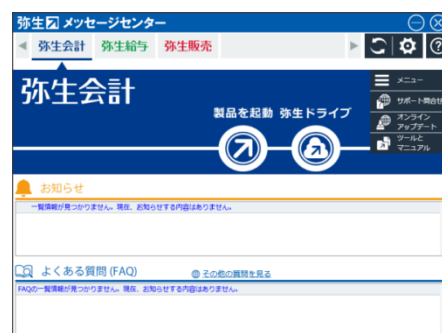 弥生 メッセージセンター
弥生会計 弥生給与 弥生販売
弥生会計
製品を起動 弥生ドライブ
メニュー
サポート問合せ
オンライン
アップデート
ツールと
マニュアル
お知らせ
一覧情報が見つかりません。現在、お知らせする内容はありません。
よくある質問 (FAQ) その他の質問を見る
FAQの一覧情報が見つかりません。現在、お知らせする内容はありません。